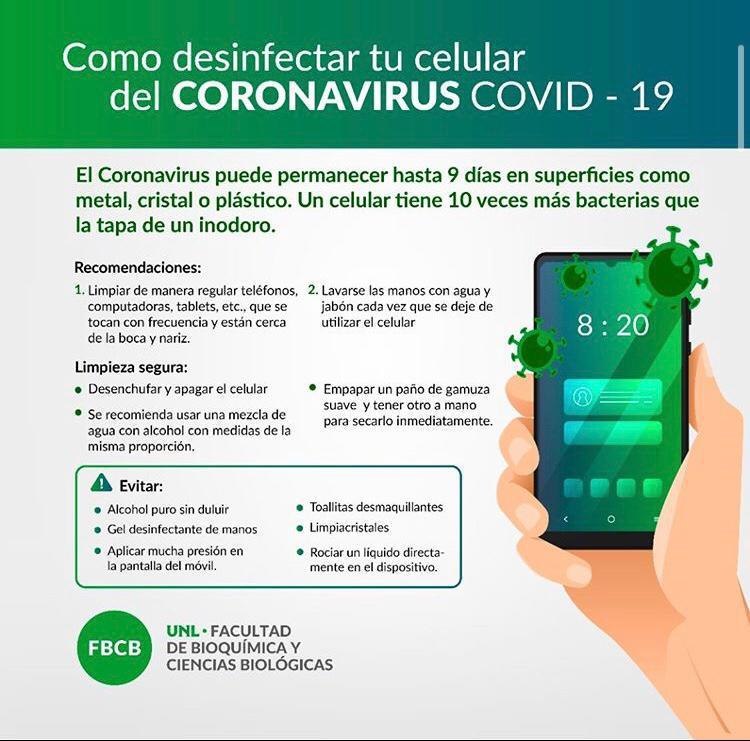 Como desinfectar tu celular
del CORONAVIRUS COVID - 19
El Coronavirus puede permanecer hasta 9 días en superficies como
metal, cristal o plástico. Un celular tiene 10 veces más bacterias que
la tapa de un inodoro.
Recomendaciones:
1. Limpiar de manera regular teléfonos,
computadoras, tablets, etc., que se
tocan con frecuencia y están cerca
de la boca y nariz.
2. Lavarse las manos con agua y
jabón cada vez que se deje de
utilizar el celular
Limpieza segura:
• Desenchufar y apagar el celular
• Se recomienda usar una mezcla de
agua con alcohol con medidas de la
misma proporción.
• Empapar un paño de gamuza
suave y tener otro a mano
para secarlo inmediatamente.
Evitar:
• Alcohol puro sin duluir
• Gel desinfectante de manos
• Aplicar mucha presión en
la pantalla del móvil.
• Toallitas desmaquillantes
• Limpiacristales
• Rociar un líquido directa-
mente en el dispositivo.
8 : 20
FBCB
UNL • FACULTAD
DE BIOQUÍMICA Y
CIENCIAS BIOLÓGICAS